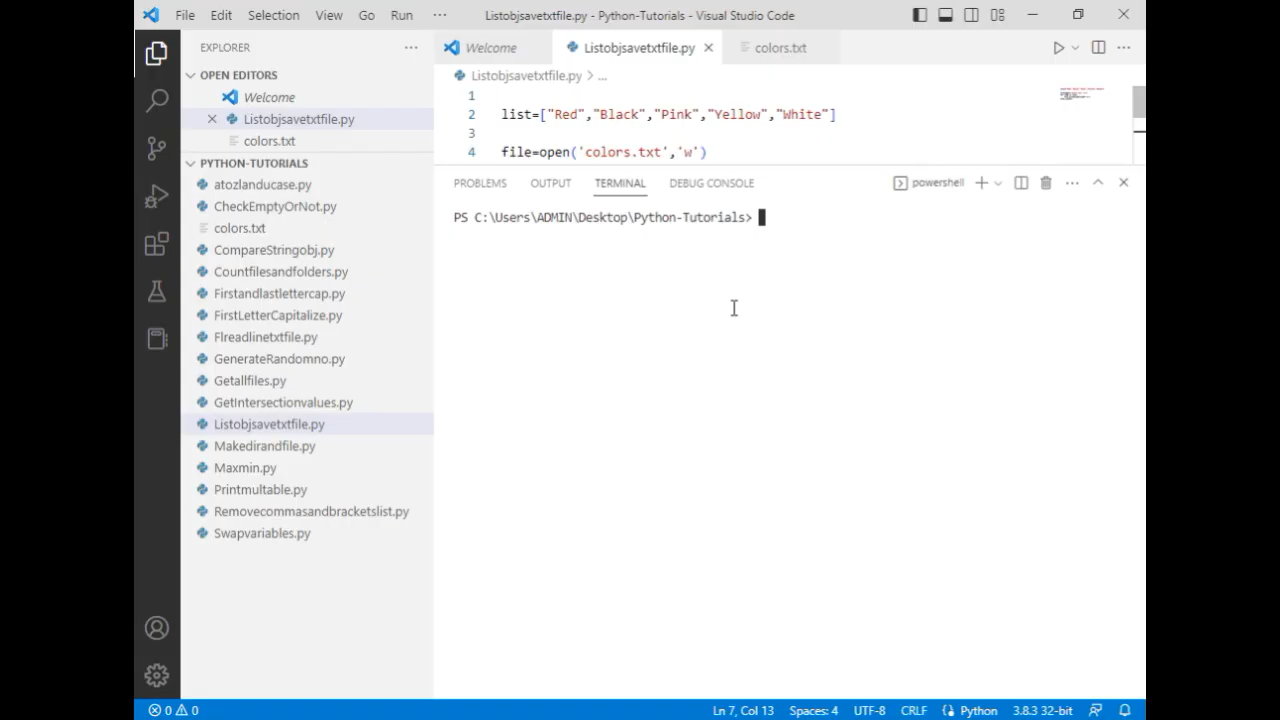 File Edit Selection View Go Run ··· Listobjsavetxtfile.py - Python-Tutorials - Visual Studio Code
EXPLORER ···
OPEN EDITORS
Welcome
Listobjsavetxtfile.py
colors.txt
PYTHON-TUTORIALS
atozlanducase.py
CheckEmptyOrNot.py
colors.txt
CompareStringobj.py
Countfilesandfolders.py
Firstandlastlettercap.py
FirstLetterCapitalize.py
Flreadlinetxtfile.py
GenerateRandomno.py
Getallfiles.py
GetIntersectionvalues.py
Listobjsavetxtfile.py
Makedirandfile.py
Maxmin.py
Printmultable.py
Removecommasandbracketslist.py
Swapvariables.py
Welcome Listobjsavetxtfile.py colors.txt
Listobjsavetxtfile.py > ...
1
2 list=["Red","Black","Pink","Yellow","White"]
3
4 file=open('colors.txt','w')
PROBLEMS OUTPUT TERMINAL DEBUG CONSOLE powershell
PS C:\Users\ADMIN\Desktop\Python-Tutorials>
0 0 Ln 7, Col 13 Spaces: 4 UTF-8 CRLF Python 3.8.3 32-bit